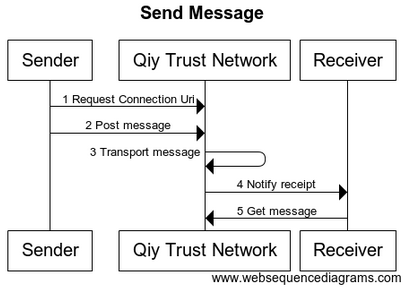 Send Message
Sender Qiy Trust Network Receiver
1 Request Connection Uri
2 Post message
3 Transport message
4 Notify receipt
5 Get message
Sender Qiy Trust Network Receiver
www.websequencediagrams.com